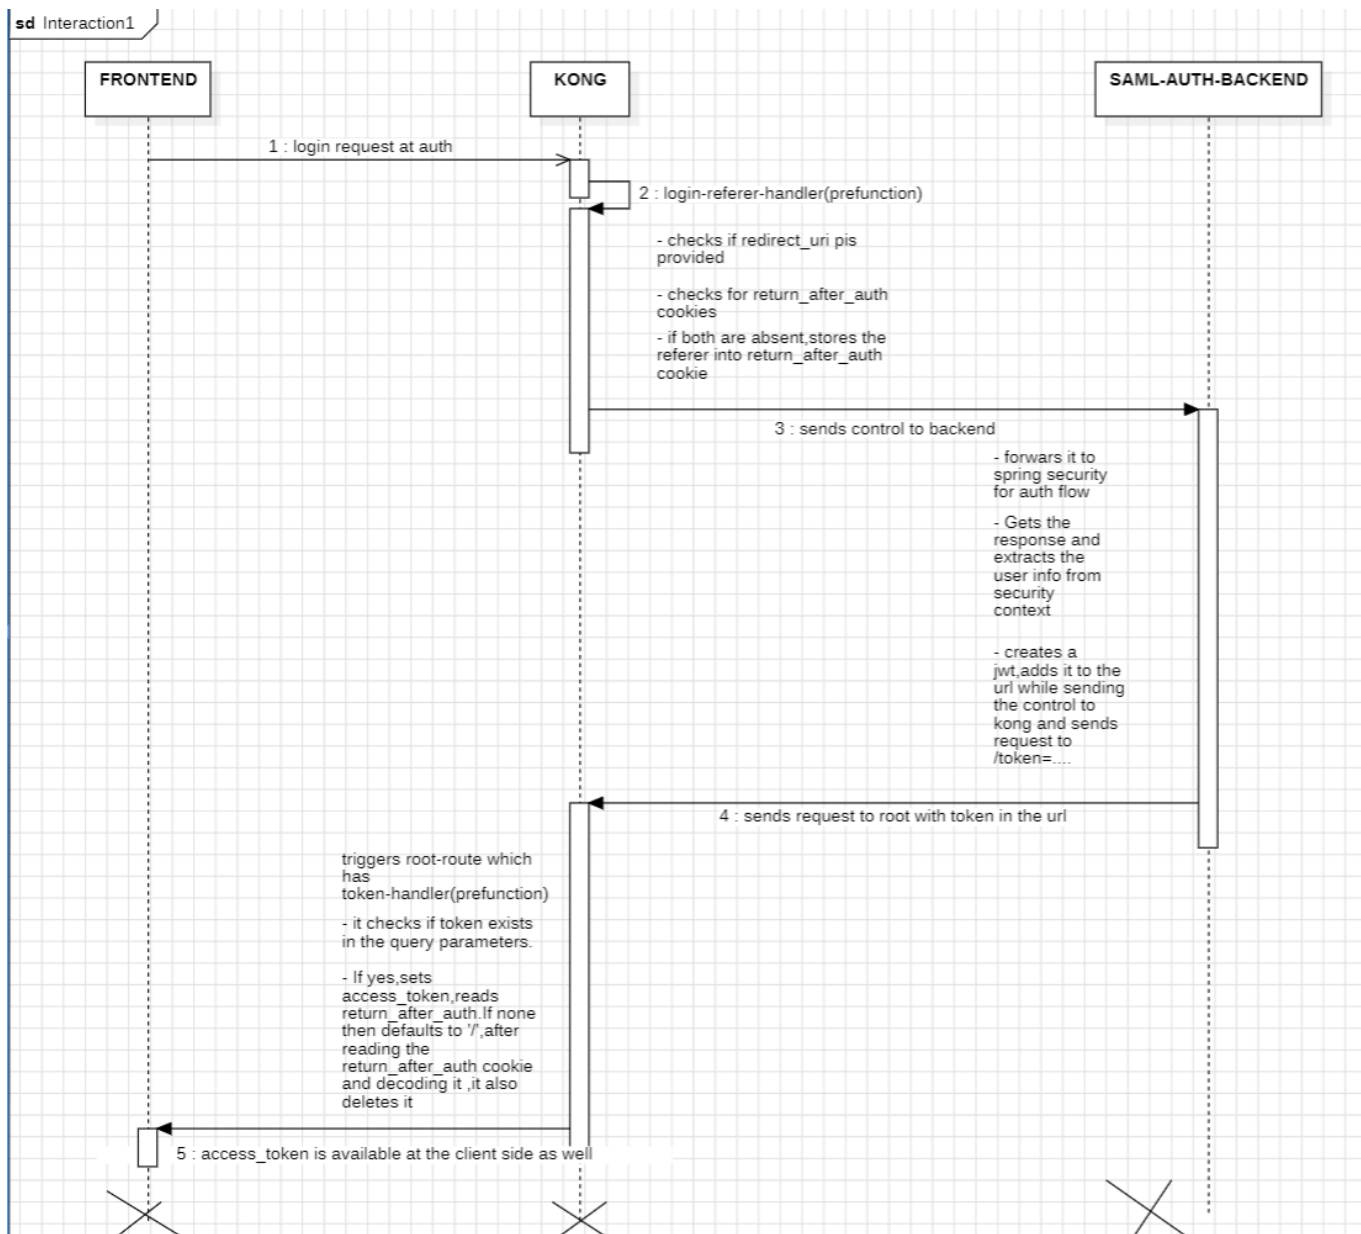 sd Interaction1
FRONTEND
KONG
SAML-AUTH-BACKEND
1 : login request at auth
2 : login-referer-handler(prefunction)
- checks if redirect_uri pis
provided
- checks for return_after_auth
cookies
- if both are absent,stores the
referer into return_after_auth
cookie
3 : sends control to backend
- forwars it to
spring security
for auth flow
- Gets the
response and
extracts the
user info from
security
context
- creates a
jwt,adds it to the
url while sending
the control to
kong and sends
request to
/token=....
4 : sends request to root with token in the url
triggers root-route which
has
token-handler(prefunction)
- it checks if token exists
in the query parameters.
- If yes,sets
access_token,reads
return_after_auth.If none
then defaults to '/',after
reading the
return_after_auth cookie
and decoding it ,it also
deletes it
5 : access_token is available at the client side as well